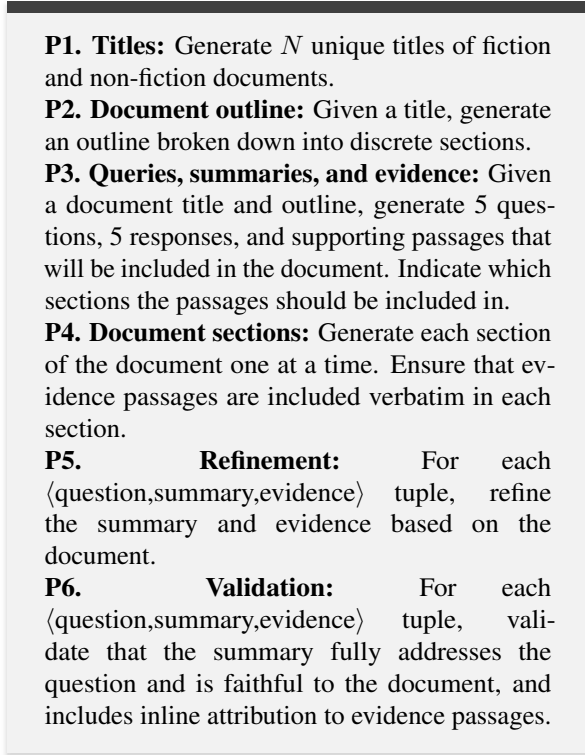 P1. Titles: Generate N unique titles of fiction
and non-fiction documents.
P2. Document outline: Given a title, generate
an outline broken down into discrete sections.
P3. Queries, summaries, and evidence: Given
a document title and outline, generate 5 ques-
tions, 5 responses, and supporting passages that
will be included in the document. Indicate which
sections the passages should be included in.
P4. Document sections: Generate each section
of the document one at a time. Ensure that ev-
idence passages are included verbatim in each
section.
P5. Refinement: For each
⟨question,summary,evidence⟩ tuple, refine
the summary and evidence based on the
document.
P6. Validation: For each
⟨question,summary,evidence⟩ tuple, vali-
date that the summary fully addresses the
question and is faithful to the document, and
includes inline attribution to evidence passages.